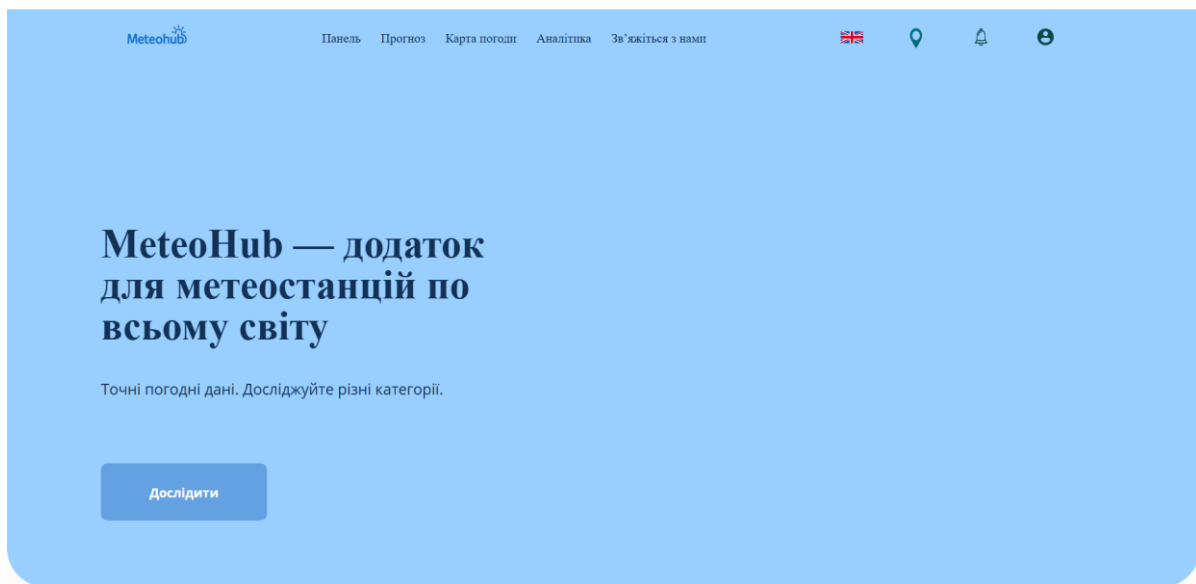 Meteohub
Панель Прогноз Карта погоди Аналітика Зв’яжіться з нами
MeteoHub — додаток
для метеостанцій по
всьому світу
Точні погодні дані. Досліджуйте різні категорії.
Дослідити